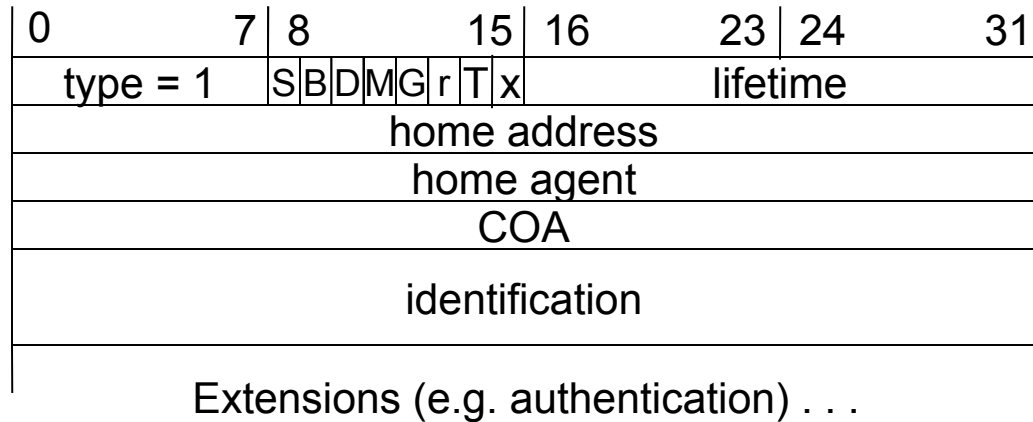 0 7 8 15 16 23 24 31
type = 1 S B D M G r T x lifetime
home address
home agent
COA
identification
Extensions (e.g. authentication) . . .